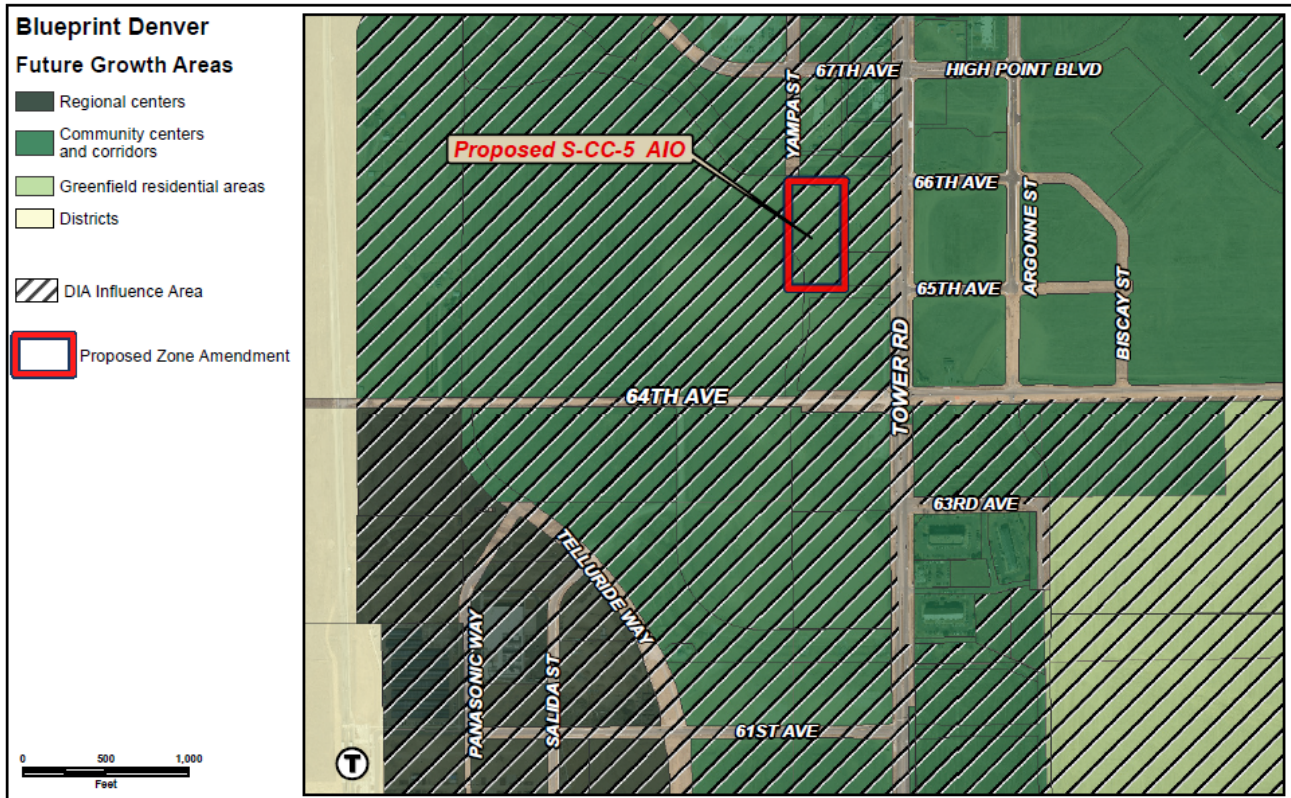 Blueprint Denver
Future Growth Areas
Regional centers
Community centers
and corridors
Greenfield residential areas
Districts
DIA Influence Area
Proposed Zone Amendment
0 500 1,000
Feet
67TH AVE
HIGH POINT BLVD
YAMPA ST
Proposed S-CC-5 AIO
66TH AVE
ARGONNE ST
65TH AVE
BISCAY ST
TOWER RD
64TH AVE
63RD AVE
TELLURIDE WAY
PANASONIC WAY
SALIDA ST
61ST AVE
T